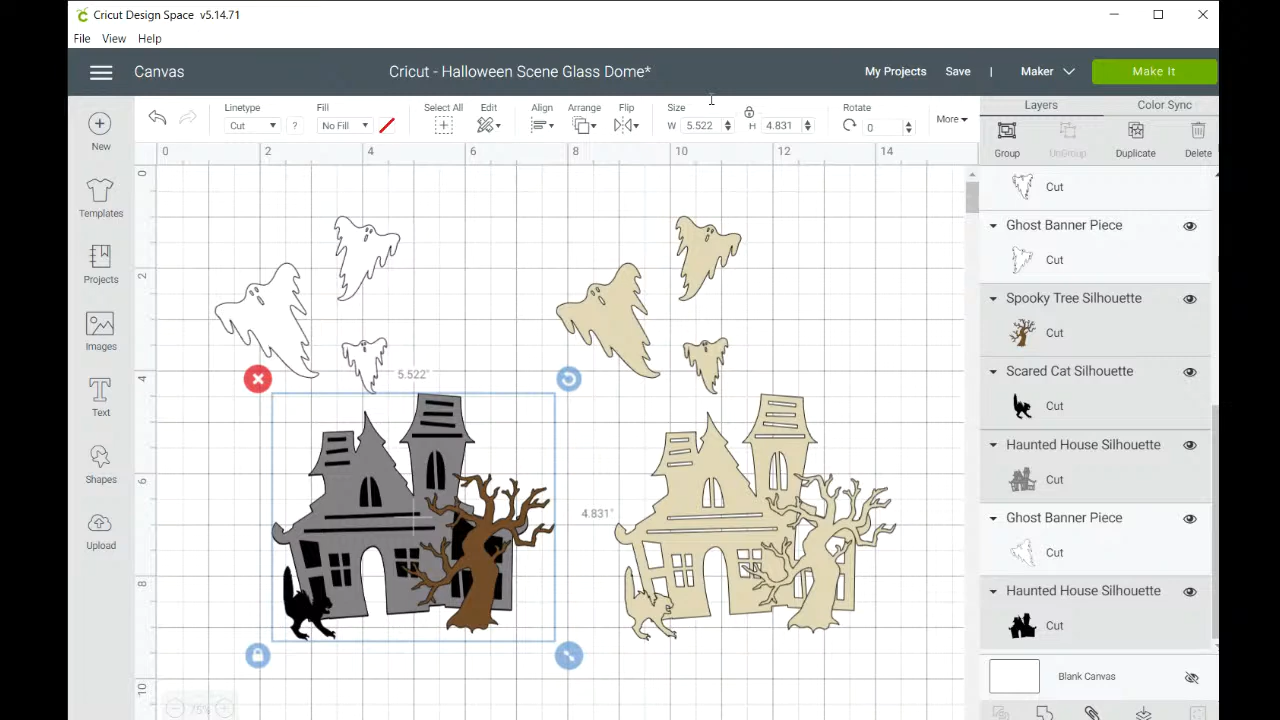 Cricut Design Space v5.14.71
File View Help
Canvas
Cricut - Halloween Scene Glass Dome*
My Projects Save | Maker Make It
Linetype Fill Select All Edit Align Arrange Flip Size Rotate
Cut ? No Fill W 5.522 H 4.831 0 More
Layers Color Sync
Group UnGroup Duplicate Delete
0 2 4 6 8 10 12 14
0
2
4
6
8
10
New
Templates
Projects
Images
Text
Shapes
Upload
5.522"
4.831"
75%
Cut
Ghost Banner Piece
Cut
Spooky Tree Silhouette
Cut
Scared Cat Silhouette
Cut
Haunted House Silhouette
Cut
Ghost Banner Piece
Cut
Haunted House Silhouette
Cut
Blank Canvas